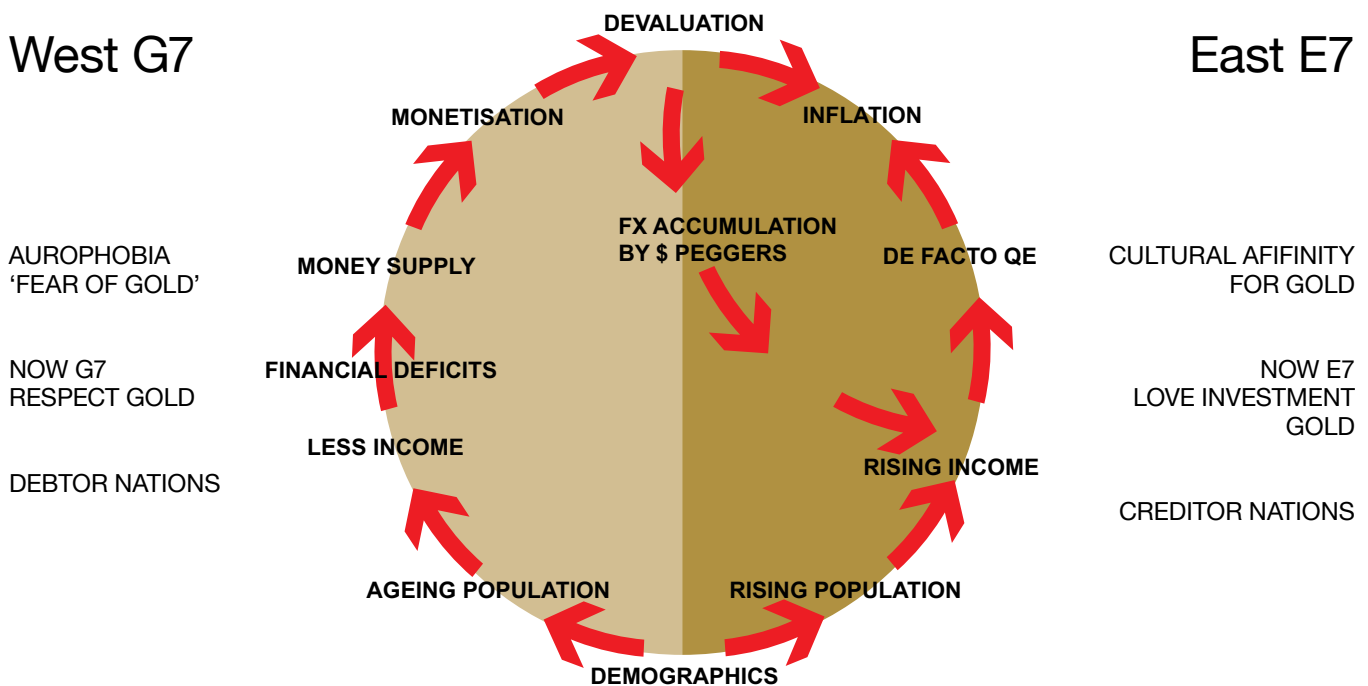 DEVALUATION
West G7
East E7
MONETISATION
INFLATION
FX ACCUMULATION
BY $ PEGGERS
AUROPHOBIA
‘FEAR OF GOLD’
MONEY SUPPLY
DE FACTO QE
CULTURAL AFIFINITY
FOR GOLD
NOW G7
RESPECT GOLD
FINANCIAL DEFICITS
NOW E7
LOVE INVESTMENT
GOLD
LESS INCOME
RISING INCOME
DEBTOR NATIONS
CREDITOR NATIONS
AGEING POPULATION
RISING POPULATION
DEMOGRAPHICS